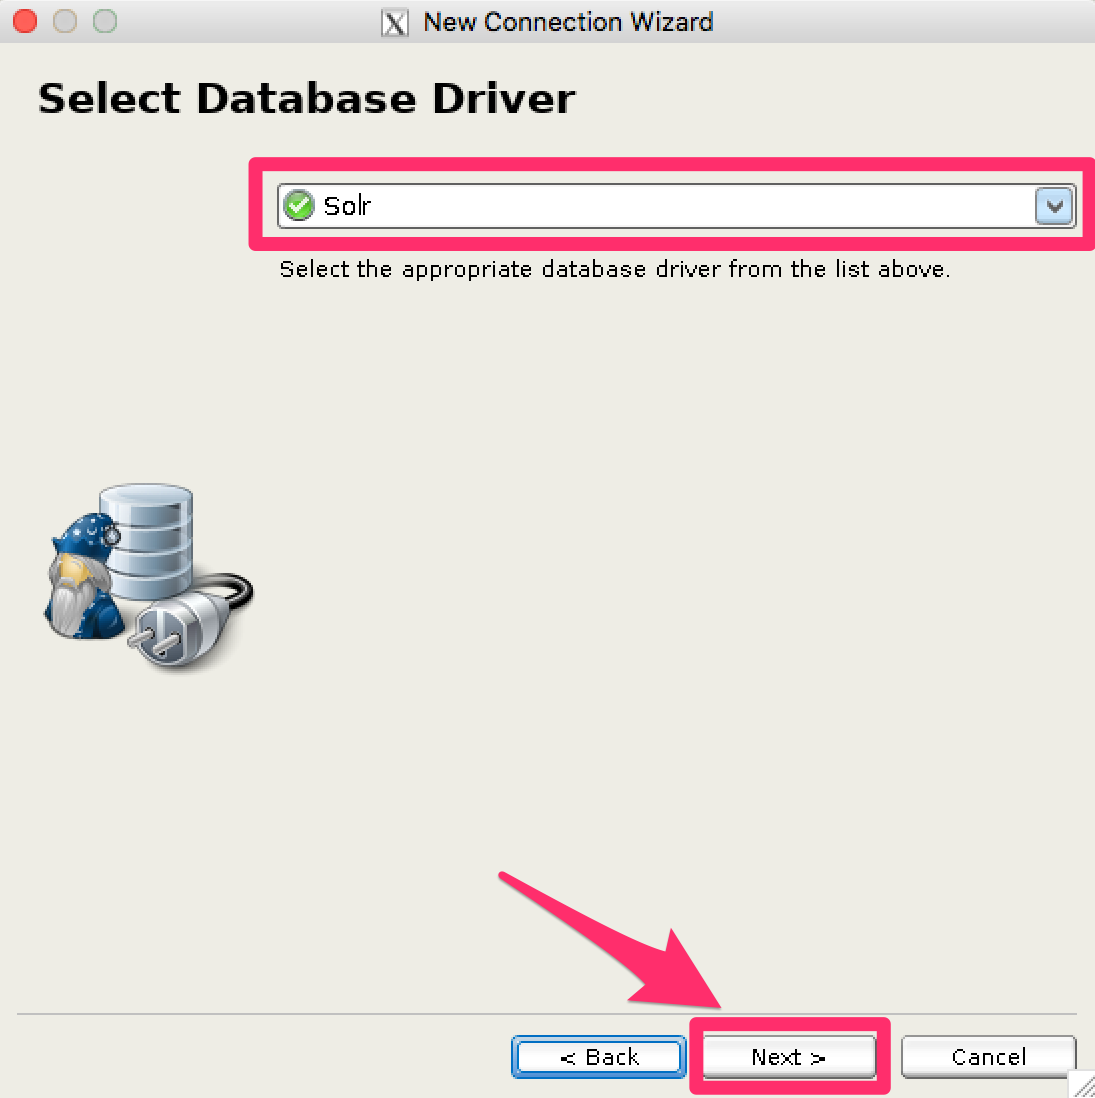 New Connection Wizard
Select Database Driver
Solr
Select the appropriate database driver from the list above.
< Back
Next >
Cancel